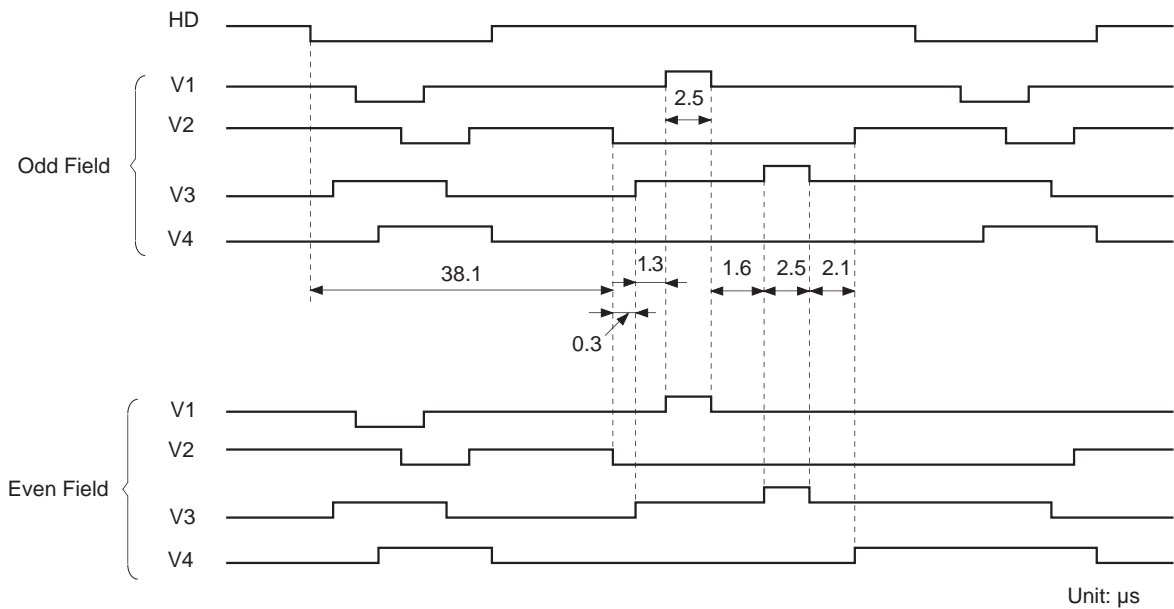 HD
V1
2.5
V2
Odd Field
V3
V4
38.1
1.3
1.6
2.5
2.1
0.3
V1
V2
Even Field
V3
V4
Unit: µs